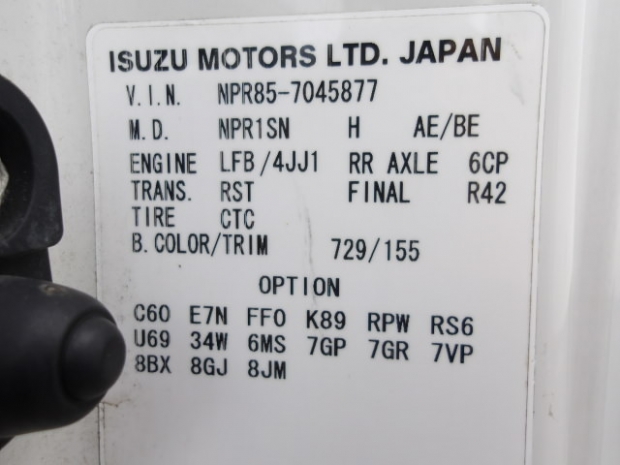 ISUZU MOTORS LTD. JAPAN
V.I.N. NPR85-7045877
M.D. NPR1SN H AE/BE
ENGINE LFB/4JJ1 RR AXLE 6CP
TRANS. RST FINAL R42
TIRE CTC
B.COLOR/TRIM 729/155
OPTION
C60 E7N FF0 K89 RPW RS6
U69 34W 6MS 7GP 7GR 7VP
8BX 8GJ 8JM